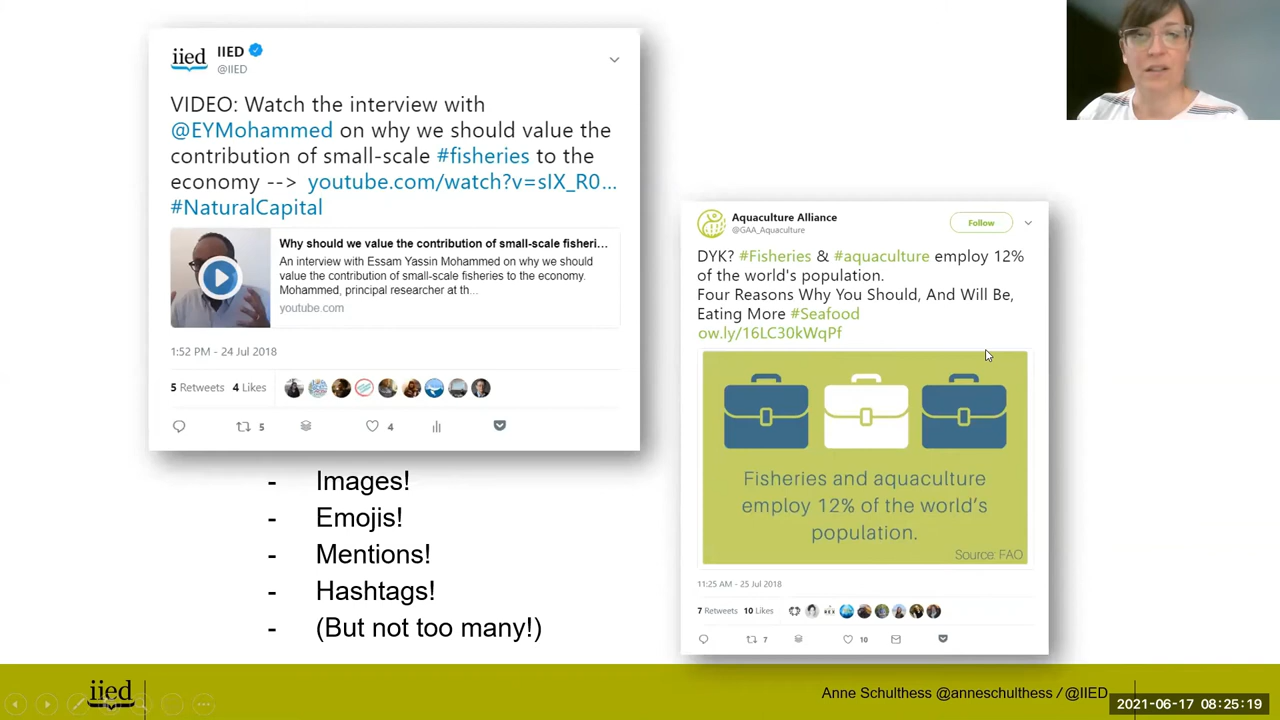 iied
IIED
@IIED
VIDEO: Watch the interview with
@EYMohammed on why we should value the
contribution of small-scale #fisheries to the
economy --> youtube.com/watch?v=sIX_R0...
#NaturalCapital
Why should we value the contribution of small-scale fisheri...
An interview with Essam Yassin Mohammed on why we should
value the contribution of small-scale fisheries to the economy.
Mohammed, principal researcher at th...
youtube.com
1:52 PM - 24 Jul 2018
5 Retweets 4 Likes
5
4
Aquaculture Alliance
@GAA_Aquaculture
Follow
DYK? #Fisheries & #aquaculture employ 12%
of the world's population.
Four Reasons Why You Should, And Will Be,
Eating More #Seafood
ow.ly/16LC30kWqPf
Fisheries and aquaculture
employ 12% of the world's
population.
Source: FAO
11:25 AM - 25 Jul 2018
7 Retweets 10 Likes
7
10
- Images!
- Emojis!
- Mentions!
- Hashtags!
- (But not too many!)
iied
Anne Schulthess @anneschulthess / @IIED
2021-06-17 08:25:19